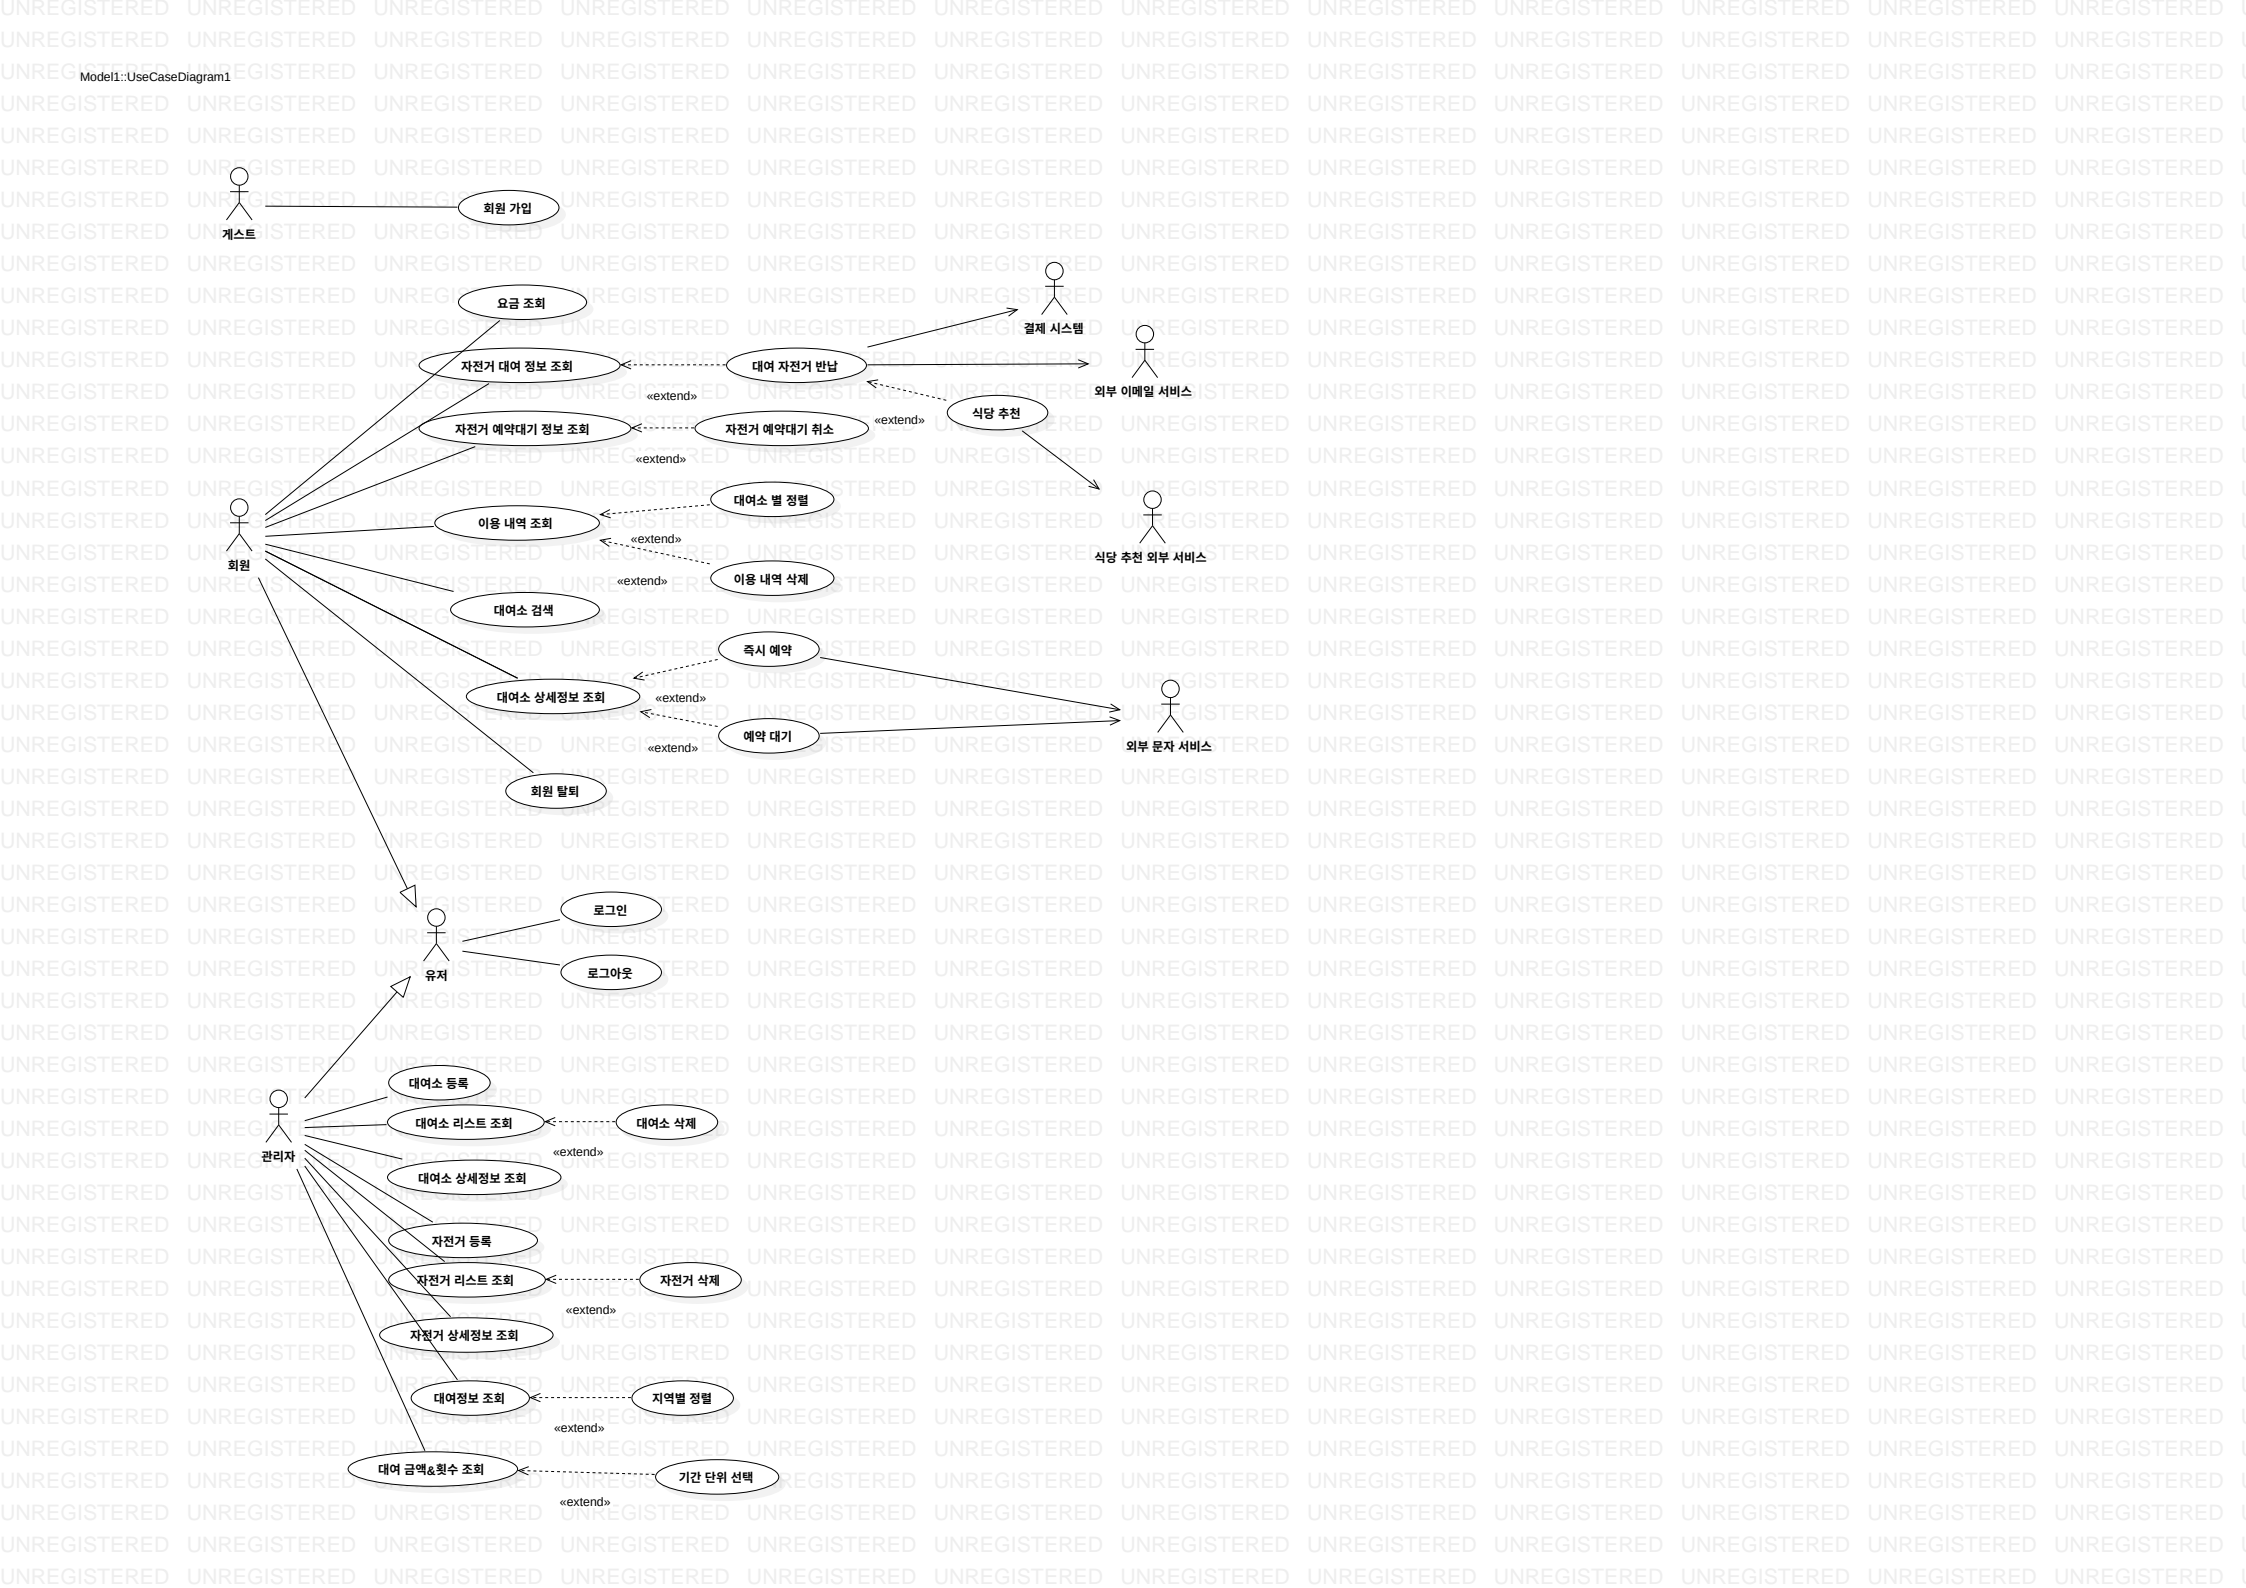 Model1::UseCaseDiagram1
게스트
회원 가입
요금 조회
결제 시스템
자전거 대여 정보 조회
대여 자전거 반납
외부 이메일 서비스
«extend»
식당 추천
«extend»
자전거 예약대기 정보 조회
자전거 예약대기 취소
«extend»
대여소 별 정렬
이용 내역 조회
«extend»
식당 추천 외부 서비스
회원
«extend»
이용 내역 삭제
대여소 검색
즉시 예약
대여소 상세정보 조회
«extend»
예약 대기
«extend»
외부 문자 서비스
회원 탈퇴
로그인
로그아웃
유저
대여소 등록
대여소 리스트 조회
대여소 삭제
«extend»
관리자
대여소 상세정보 조회
자전거 등록
자전거 리스트 조회
자전거 삭제
«extend»
자전거 상세정보 조회
대여정보 조회
지역별 정렬
«extend»
대여 금액&횟수 조회
기간 단위 선택
«extend»
UNREGISTERED